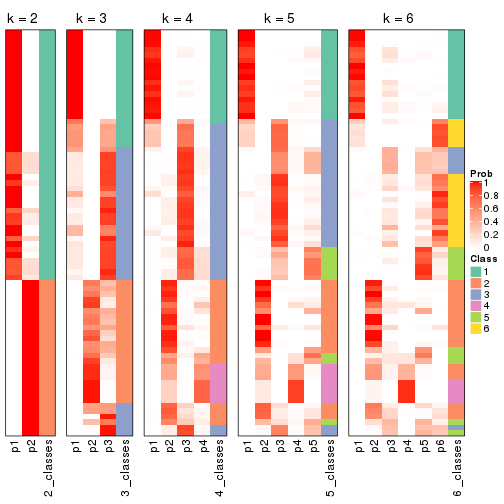 k = 2
k = 3
k = 4
k = 5
k = 6
p1
p2
2_classes
p1
p2
p3
3_classes
p1
p2
p3
p4
4_classes
p1
p2
p3
p4
p5
5_classes
p1
p2
p3
p4
p5
p6
6_classes
Prob
1
0.8
0.6
0.4
0.2
0
Class
1
2
3
4
5
6